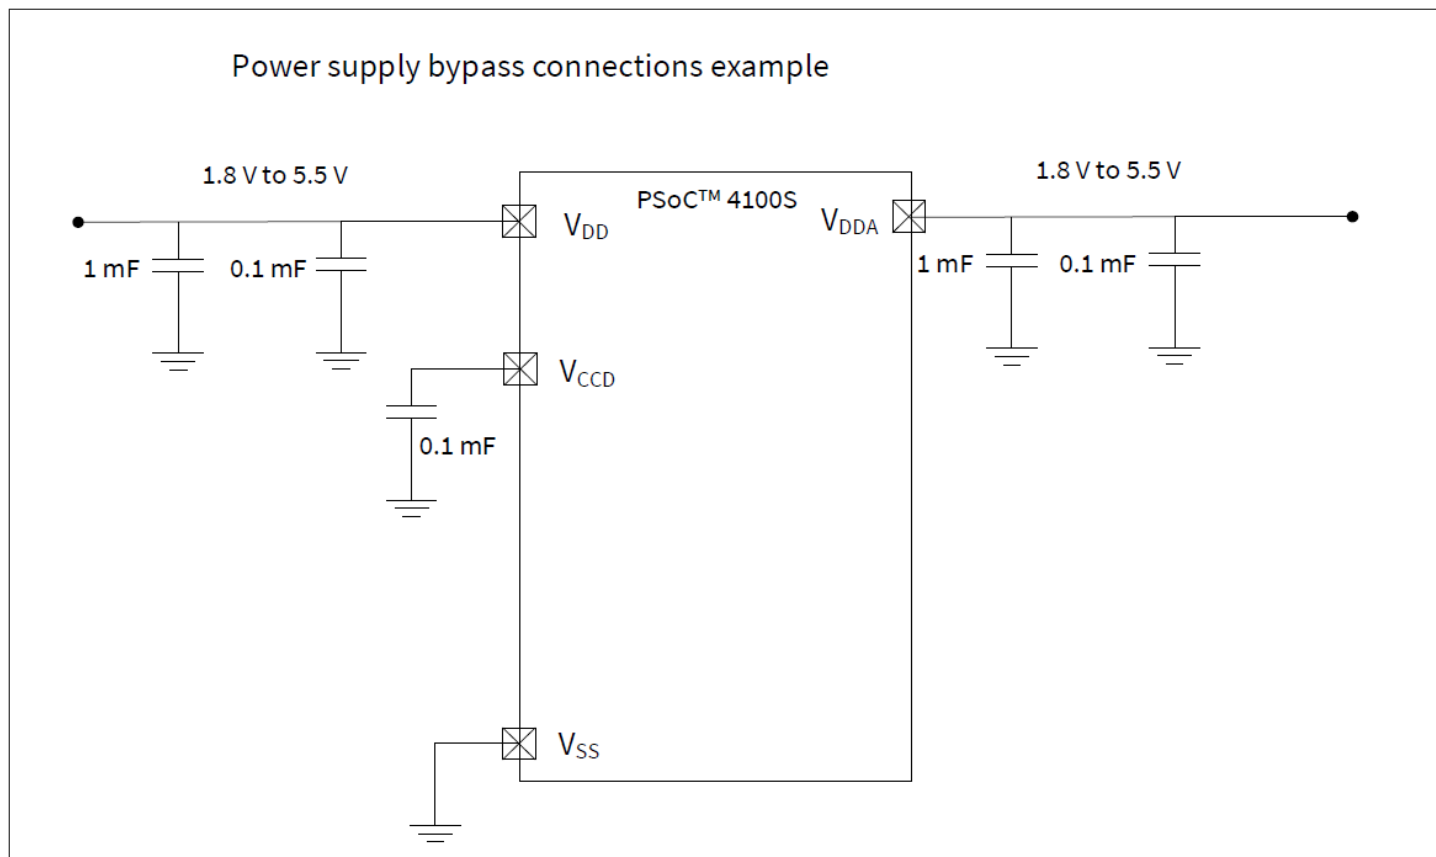 Power supply bypass connections example
1.8 V to 5.5 V
1.8 V to 5.5 V
PSoC™ 4100S
VDD
VDDA
1 mF
0.1 mF
1 mF
0.1 mF
VCCD
0.1 mF
VSS